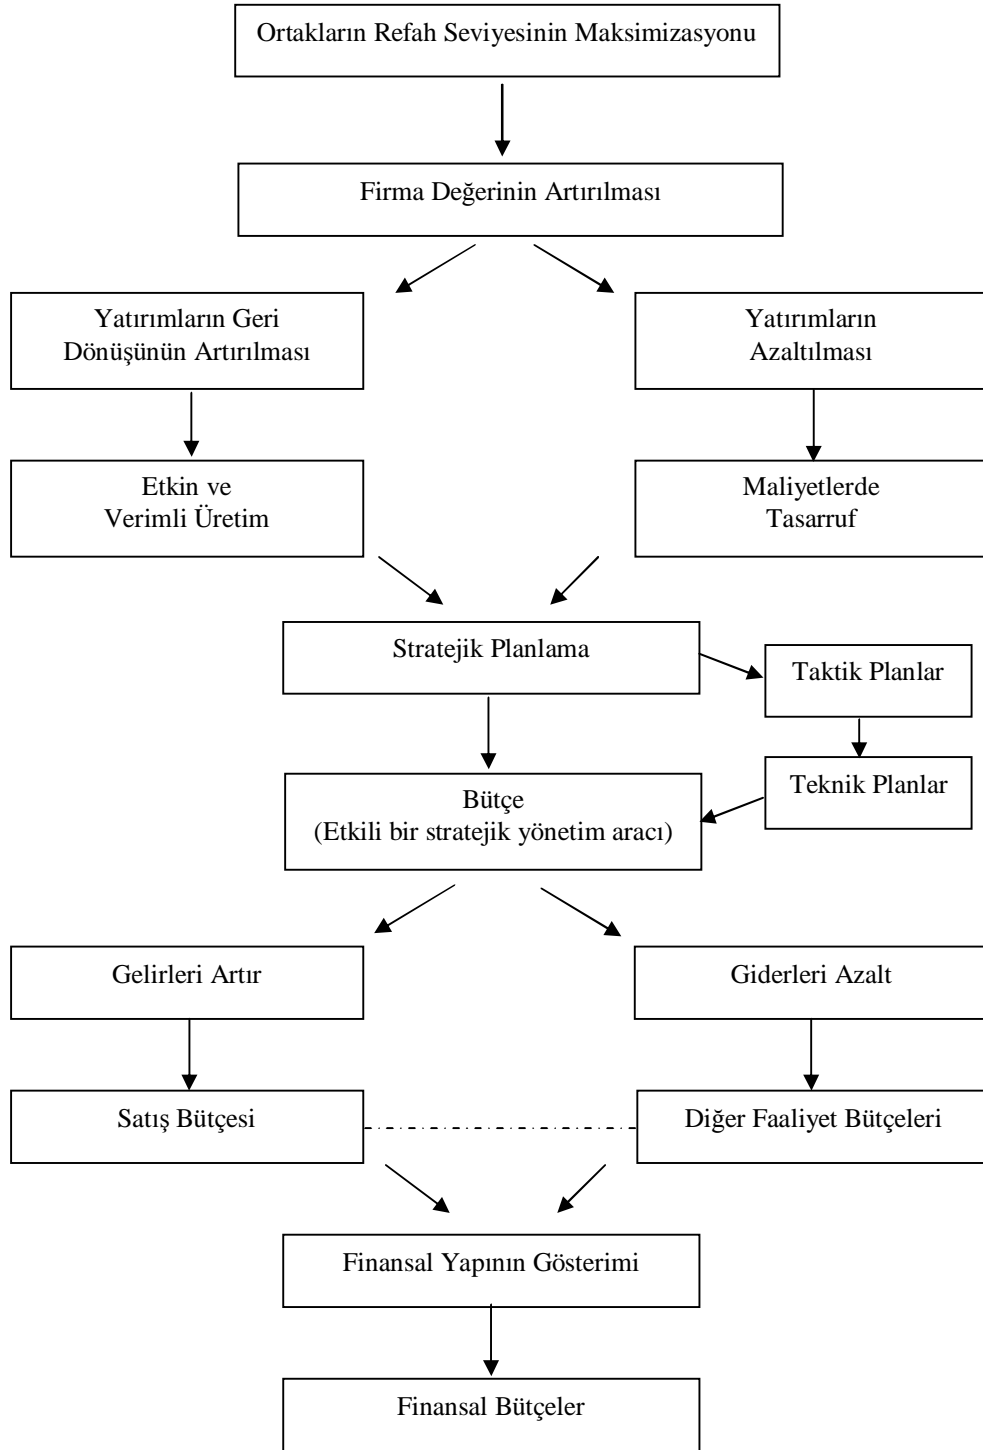 Ortakların Refah Seviyesinin Maksimizasyonu
Firma Değerinin Artırılması
Yatırımların Geri
Dönüşünün Artırılması
Yatırımların
Azaltılması
Etkin ve
Verimli Üretim
Maliyetlerde
Tasarruf
Stratejik Planlama
Taktik Planlar
Teknik Planlar
Bütçe
(Etkili bir stratejik yönetim aracı)
Gelirleri Artır
Giderleri Azalt
Satış Bütçesi
Diğer Faaliyet Bütçeleri
Finansal Yapının Gösterimi
Finansal Bütçeler